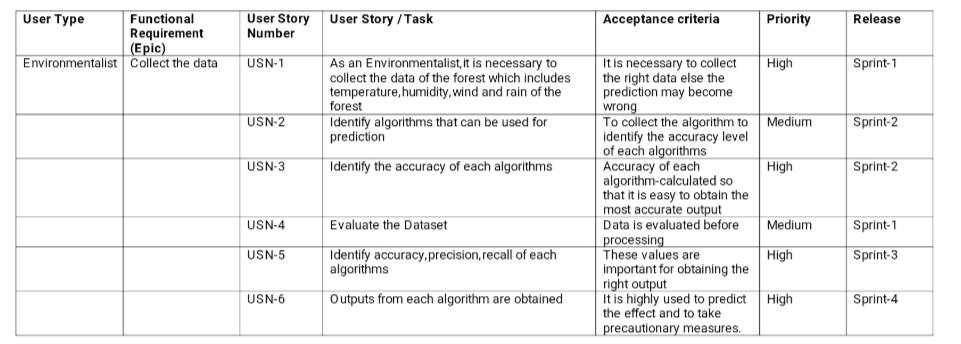 User Type
Functional
Requirement
(Epic)
User Story
Number
User Story / Task
Acceptance criteria
Priority
Release
Environmentalist
Collect the data
USN-1
As an Environmentalist,it is necessary to
collect the data of the forest which includes
temperature,humidity,wind and rain of the
forest
It is necessary to collect
the right data else the
prediction may become
wrong
High
Sprint-1
USN-2
Identify algorithms that can be used for
prediction
To collect the algorithm to
identify the accuracy level
of each algorithms
Medium
Sprint-2
USN-3
Identify the accuracy of each algorithms
Accuracy of each
algorithm-calculated so
that it is easy to obtain the
most accurate output
High
Sprint-2
USN-4
Evaluate the Dataset
Data is evaluated before
processing
Medium
Sprint-1
USN-5
Identify accuracy,precision,recall of each
algorithms
These values are
important for obtaining the
right output
High
Sprint-3
USN-6
Outputs from each algorithm are obtained
It is highly used to predict
the effect and to take
precautionary measures.
High
Sprint-4